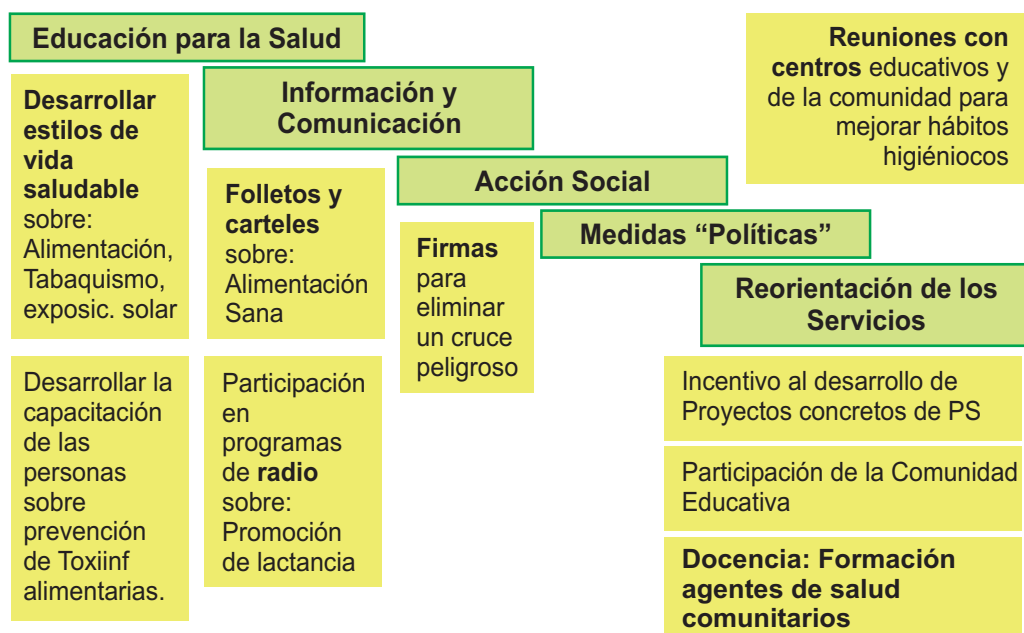 Educación para la Salud
Desarrollar
estilos de
vida
saludable
sobre:
Alimentación,
Tabaquismo,
exposic. solar
Desarrollar la
capacitación
de las
personas
sobre
prevención
de Toxiinf
alimentarias.
Información y
Comunicación
Folletos y
carteles
sobre:
Alimentación
Sana
Participación
en
programas
de radio
sobre:
Promoción
de lactancia
Acción Social
Firmas
para
eliminar
un cruce
peligroso
Medidas “Políticas”
Reuniones con
centros educativos y
de la comunidad para
mejorar hábitos
higiéniocos
Reorientación de los
Servicios
Incentivo al desarrollo de
Proyectos concretos de PS
Participación de la Comunidad
Educativa
Docencia: Formación
agentes de salud
comunitarios